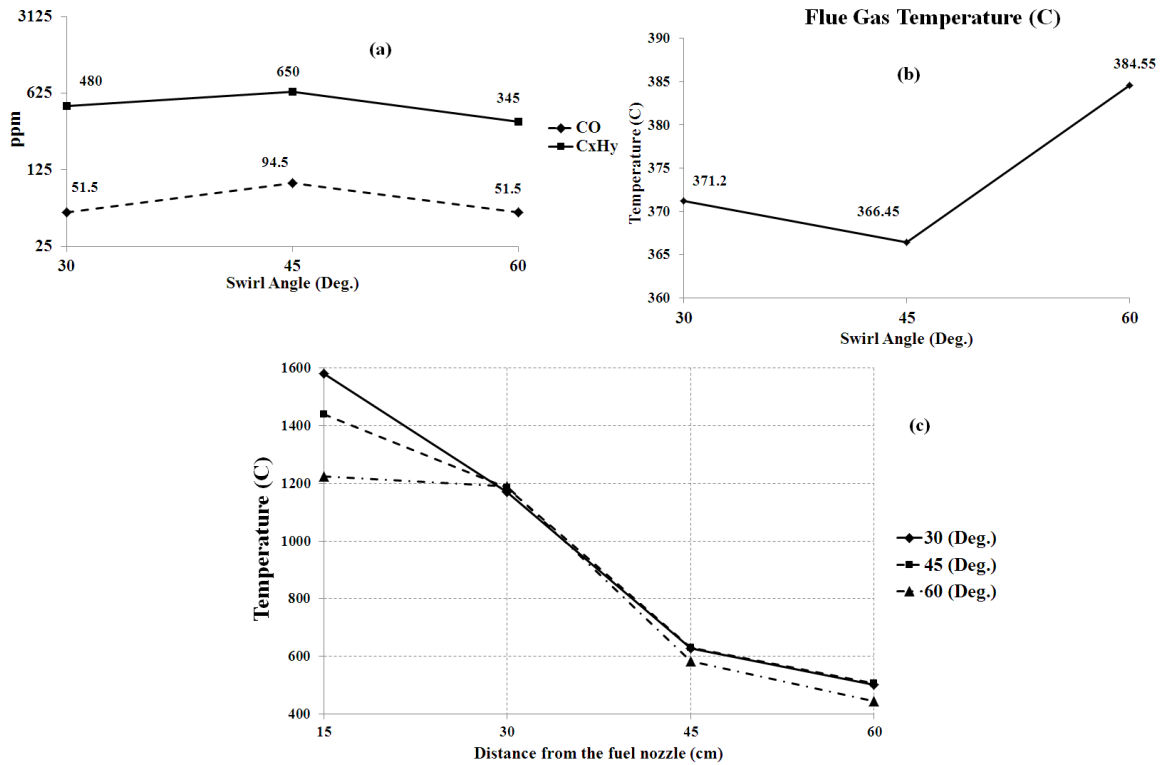 (a)
3125
625
125
25
ppm
480
650
345
51.5
94.5
51.5
30
45
60
Swirl Angle (Deg.)
CO
CxHy
Flue Gas Temperature (C)
(b)
390
385
380
375
370
365
360
Temperature (C)
371.2
366.45
384.55
30
45
60
Swirl Angle (Deg.)
(c)
1600
1400
1200
1000
800
600
400
Temperature (C)
15
30
45
60
Distance from the fuel nozzle (cm)
30 (Deg.)
45 (Deg.)
60 (Deg.)